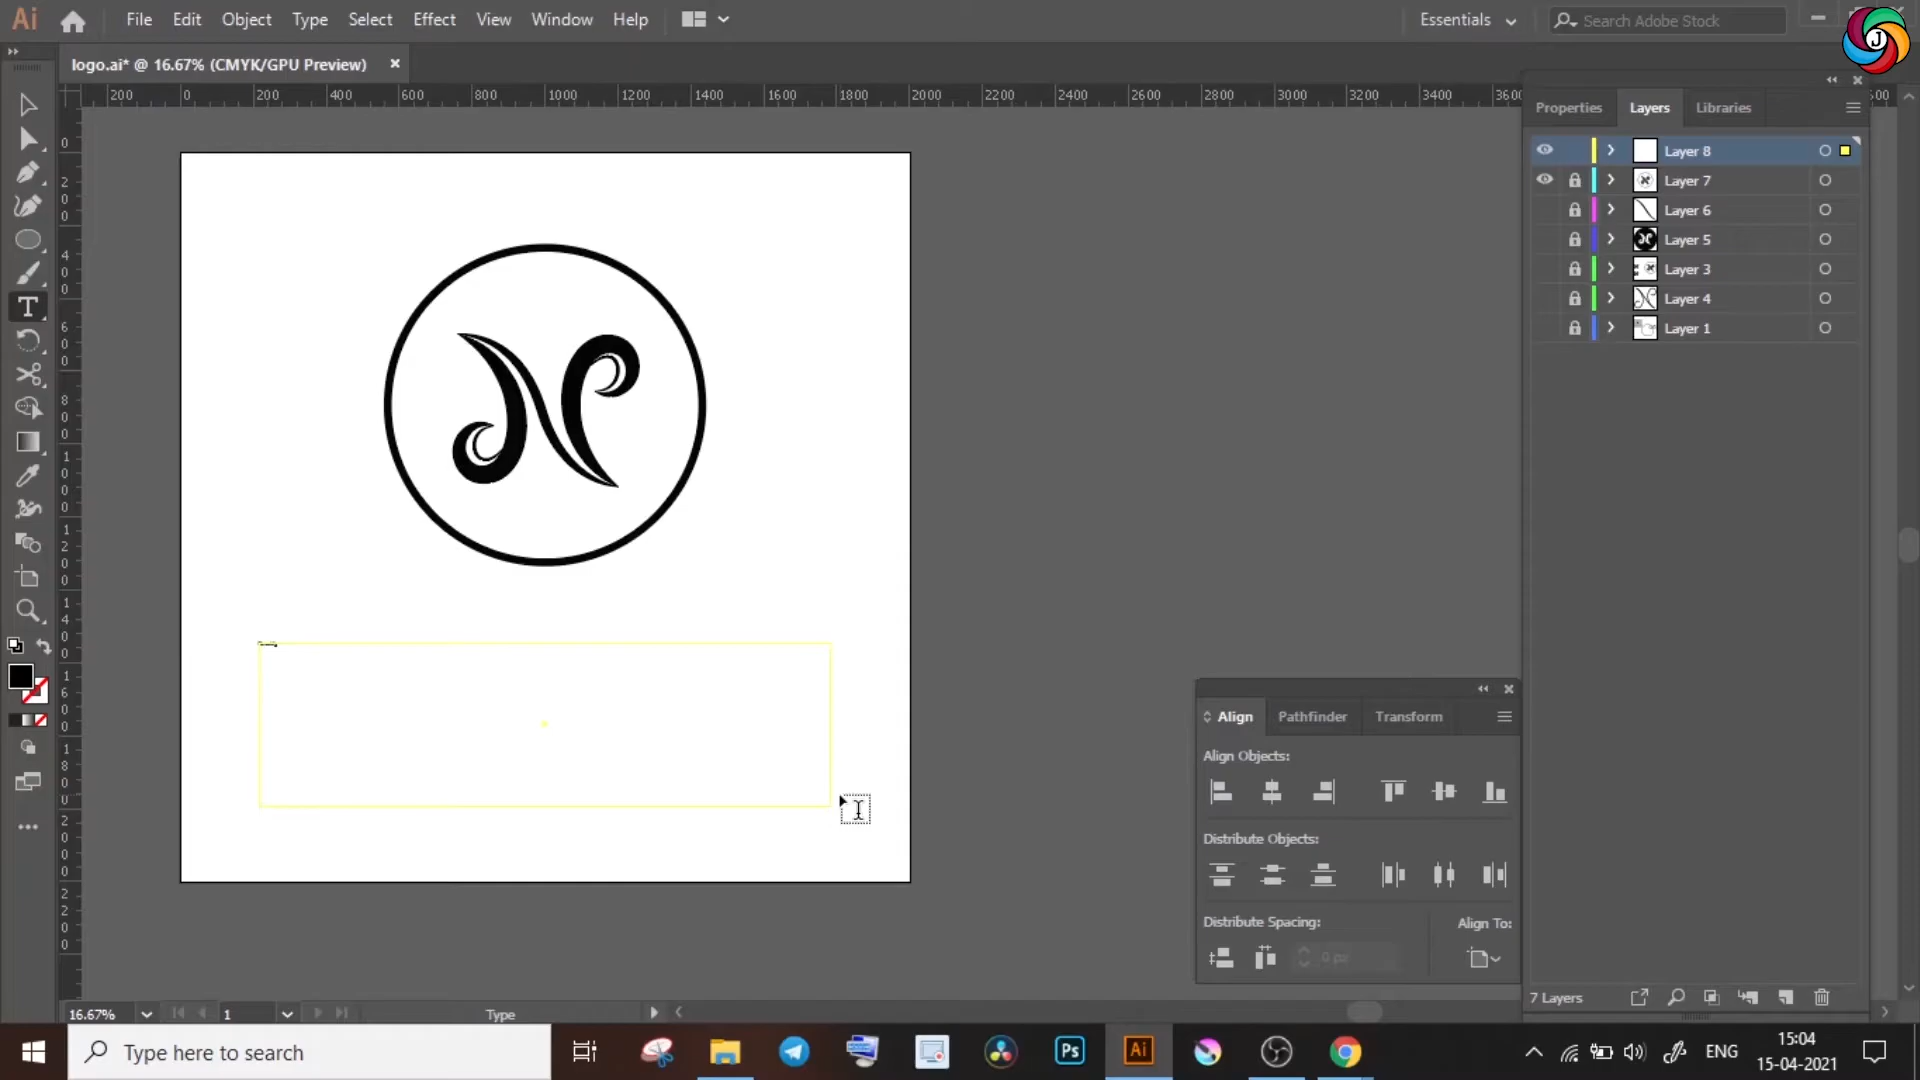 Ai File Edit Object Type Select Effect View Window Help Essentials Search Adobe Stock
J
logo.ai* @ 16.67% (CMYK/GPU Preview)
200 0 200 400 600 800 1000 1200 1400 1600 1800 2000 2200 2400 2600 2800 3000 3200 3400
Properties Layers Libraries
Layer 8
Layer 7
Layer 6
Layer 5
Layer 3
Layer 4
Layer 1
N
T
Align Pathfinder Transform
Align Objects:
Distribute Objects:
Distribute Spacing: Align To:
0 px
7 Layers
16.67% 1 Type
Type here to search
Ps Ai
ENG
15:04
15-04-2021